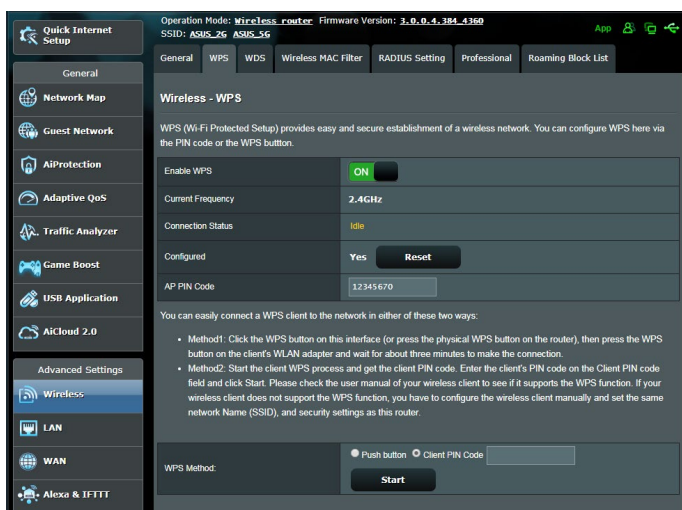 Quick Internet
Setup
General
Network Map
Guest Network
AiProtection
Adaptive QoS
Traffic Analyzer
Game Boost
USB Application
AiCloud 2.0
Advanced Settings
Wireless
LAN
WAN
Alexa & IFTTT
Operation Mode: Wireless router Firmware Version: 3.0.0.4.384_4360
SSID: ASUS_2G ASUS_5G
App
General WPS WDS Wireless MAC Filter RADIUS Setting Professional Roaming Block List
Wireless - WPS
WPS (Wi-Fi Protected Setup) provides easy and secure establishment of a wireless network. You can configure WPS here via
the PIN code or the WPS buttton.
Enable WPS ON
Current Frequency 2.4GHz
Connection Status Idle
Configured Yes Reset
AP PIN Code 12345670
You can easily connect a WPS client to the network in either of these two ways:
• Method1: Click the WPS button on this interface (or press the physical WPS button on the router), then press the WPS
button on the client's WLAN adapter and wait for about three minutes to make the connection.
• Method2: Start the client WPS process and get the client PIN code. Enter the client's PIN code on the Client PIN code
field and click Start. Please check the user manual of your wireless client to see if it supports the WPS function. If your
wireless client does not support the WPS function, you have to configure the wireless client manually and set the same
network Name (SSID), and security settings as this router.
WPS Method: Push button Client PIN Code
Start